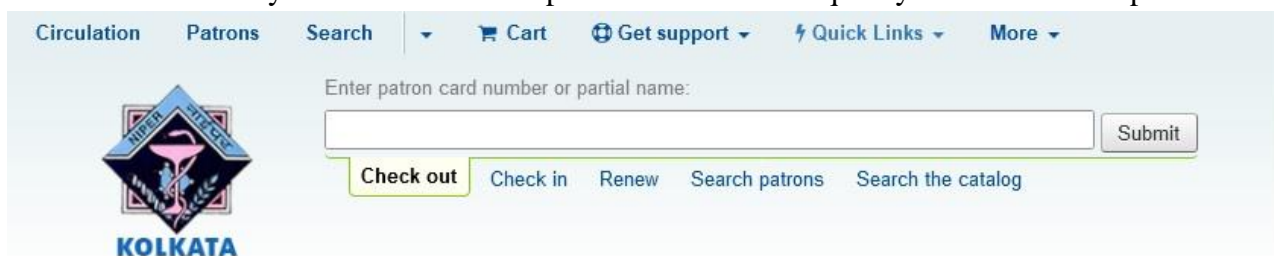 Circulation Patrons Search Cart Get support Quick Links More
Enter patron card number or partial name:
Submit
Check out Check in Renew Search patrons Search the catalog
NIPER नाइपर
KOLKATA